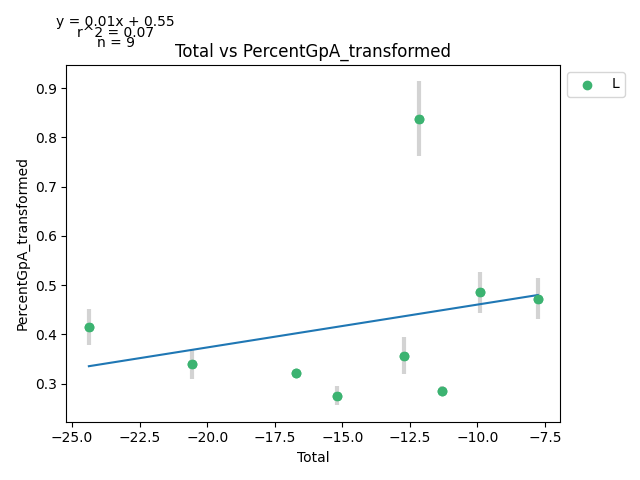 y = 0.01x + 0.55
r^2 = 0.07
n = 9
Total vs PercentGpA_transformed
L
PercentGpA_transformed
0.9
0.8
0.7
0.6
0.5
0.4
0.3
−25.0 −22.5 −20.0 −17.5 −15.0 −12.5 −10.0 −7.5
Total